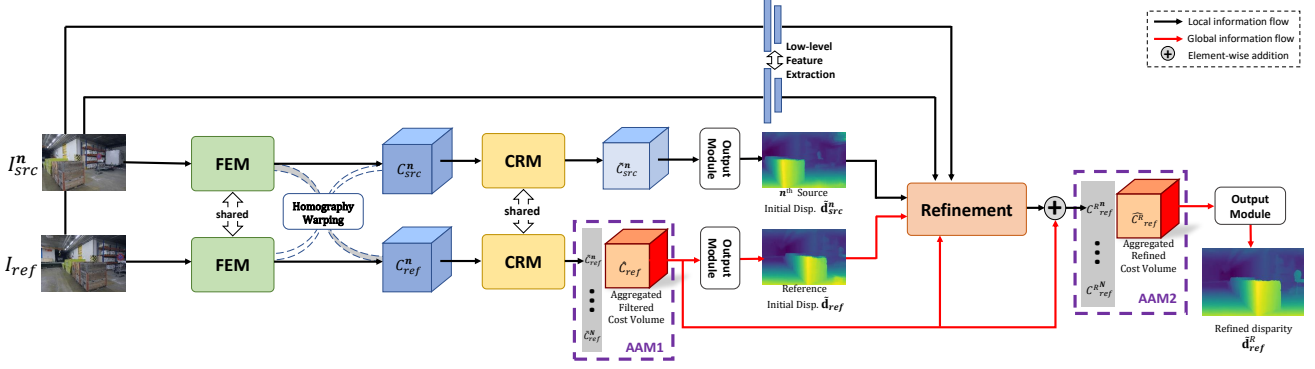 Local information flow
Global information flow
+ Element-wise addition
Low-level
Feature
Extraction
I^n_src
FEM
C^n_src
CRM
C̃^n_src
Output
Module
n^th Source
Initial Disp. d̃^n_src
shared
Homography
Warping
shared
Refinement
+
C^{R n}_ref
Ĉ^R_ref
Aggregated
Refined
Cost Volume
C^{R N}_ref
AAM2
Output
Module
Refined disparity
d̃^R_ref
I_ref
FEM
C^n_ref
CRM
C̃^n_ref
Ĉ_ref
Aggregated
Filtered
Cost Volume
C̃^N_ref
AAM1
Output
Module
Reference
Initial Disp. d̃_ref